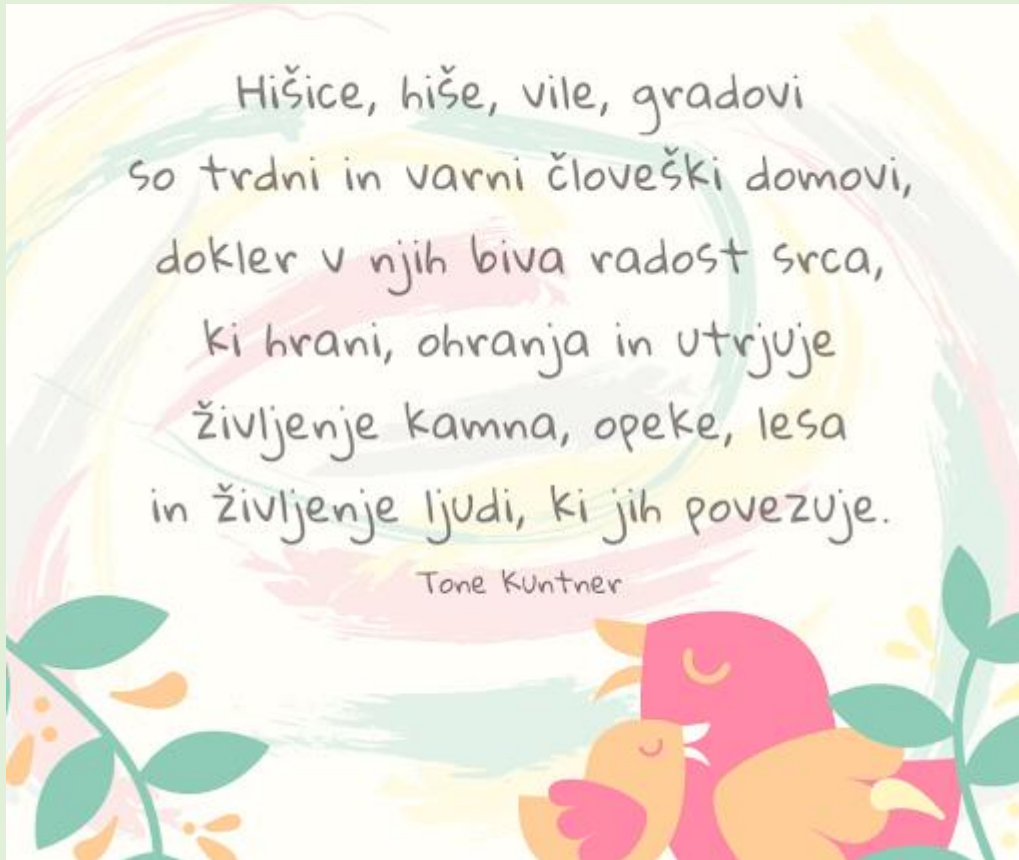 Hišice, hiše, vile, gradovi
so trdni in varni človeški domovi,
dokler v njih biva radost srca,
ki hrani, ohranja in utrjuje
življenje kamna, opeke, lesa
in življenje ljudi, ki jih povezuje.
Tone Kuntner